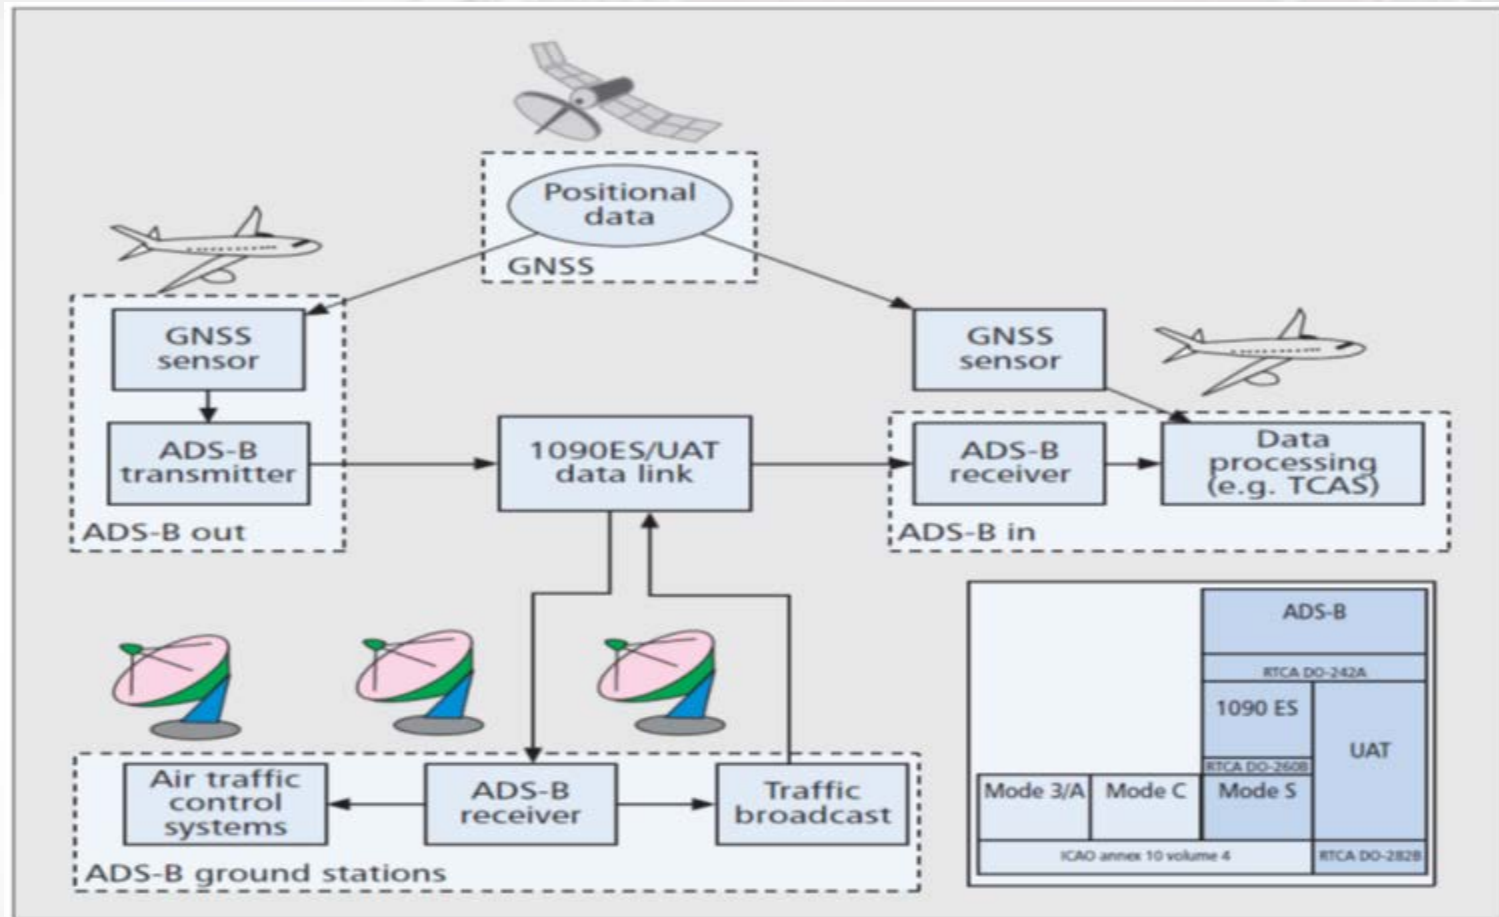 Positional
data
GNSS
GNSS
sensor
GNSS
sensor
ADS-B
transmitter
1090ES/UAT
data link
ADS-B
receiver
Data
processing
(e.g. TCAS)
ADS-B out
ADS-B in
Air traffic
control
systems
ADS-B
receiver
Traffic
broadcast
ADS-B ground stations
ADS-B
RTCA DO-242A
1090 ES
UAT
RTCA DO-260B
Mode 3/A
Mode C
Mode S
ICAO annex 10 volume 4
RTCA DO-282B